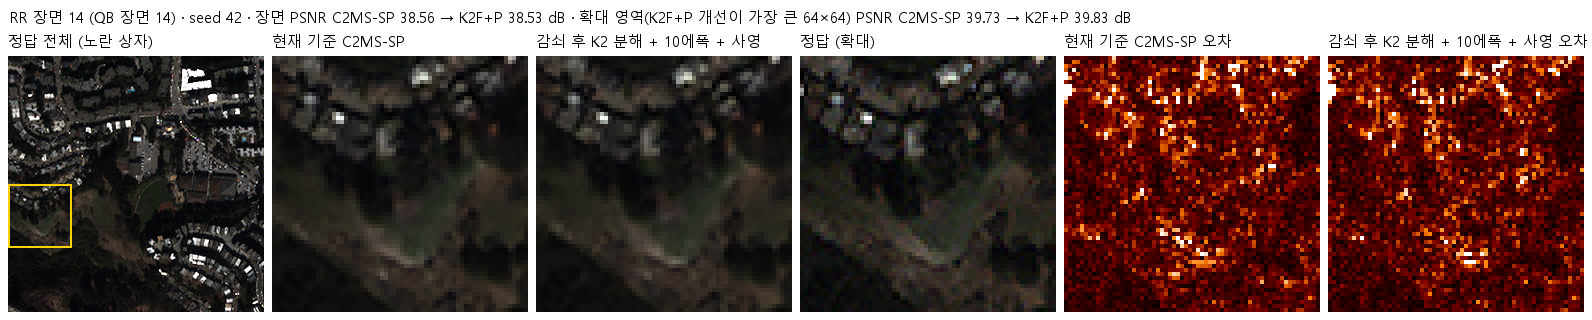 RR 장면 14 (QB 장면 14) · seed 42 · 장면 PSNR C2MS-SP 38.56 → K2F+P 38.53 dB · 확대 영역(K2F+P 개선이 가장 큰 64×64) PSNR C2MS-SP 39.73 → K2F+P 39.83 dB
정답 전체 (노란 상자)
현재 기준 C2MS-SP
감쇠 후 K2 분해 + 10에폭 + 사영
정답 (확대)
현재 기준 C2MS-SP 오차
감쇠 후 K2 분해 + 10에폭 + 사영 오차